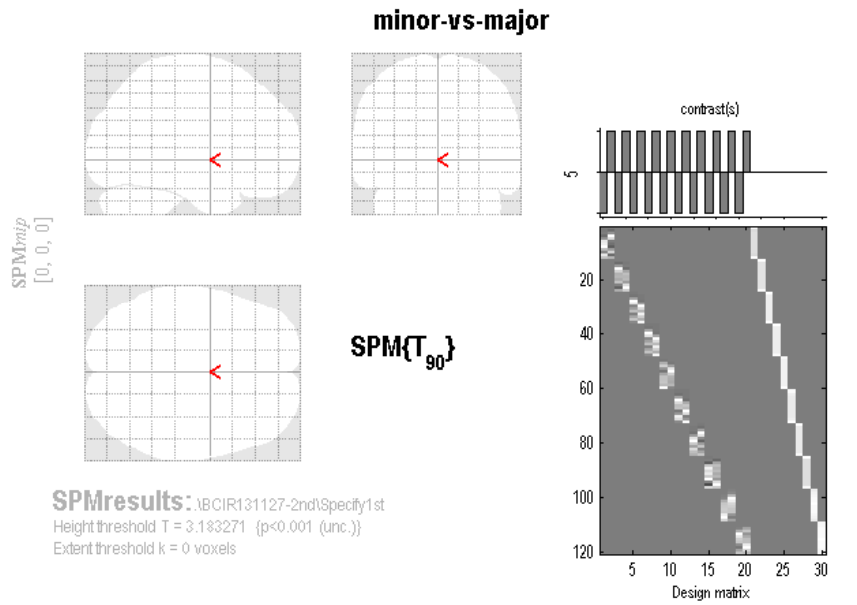 minor-vs-major
SPMmip
[0, 0, 0]
SPM{T90}
SPMresults: .\BCIR131127-2nd\Specify1st
Height threshold T = 3.183271 {p<0.001 (unc.)}
Extent threshold k = 0 voxels
contrast(s)
5
20
40
60
80
100
120
5 10 15 20 25 30
Design matrix